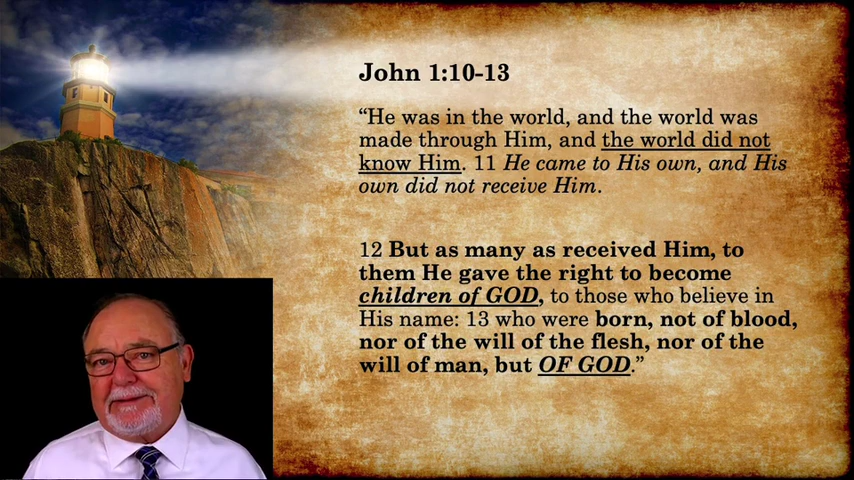 John 1:10-13
“He was in the world, and the world was
made through Him, and the world did not
know Him. 11 He came to His own, and His
own did not receive Him.
12 But as many as received Him, to
them He gave the right to become
children of GOD, to those who believe in
His name: 13 who were born, not of blood,
nor of the will of the flesh, nor of the
will of man, but OF GOD.”